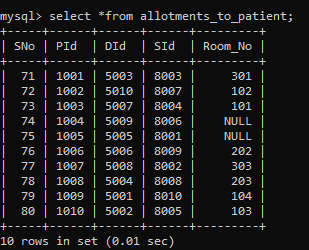 mysql> select *from allotments_to_patient;
+------+------+------+------+---------+
| SNo | PId | DId | SId | Room_No |
+------+------+------+------+---------+
| 71 | 1001 | 5003 | 8003 | 301 |
| 72 | 1002 | 5010 | 8007 | 102 |
| 73 | 1003 | 5007 | 8004 | 101 |
| 74 | 1004 | 5009 | 8006 | NULL |
| 75 | 1005 | 5005 | 8001 | NULL |
| 76 | 1006 | 5006 | 8009 | 202 |
| 77 | 1007 | 5008 | 8002 | 303 |
| 78 | 1008 | 5004 | 8008 | 203 |
| 79 | 1009 | 5001 | 8010 | 104 |
| 80 | 1010 | 5002 | 8005 | 103 |
+------+------+------+------+---------+
10 rows in set (0.01 sec)